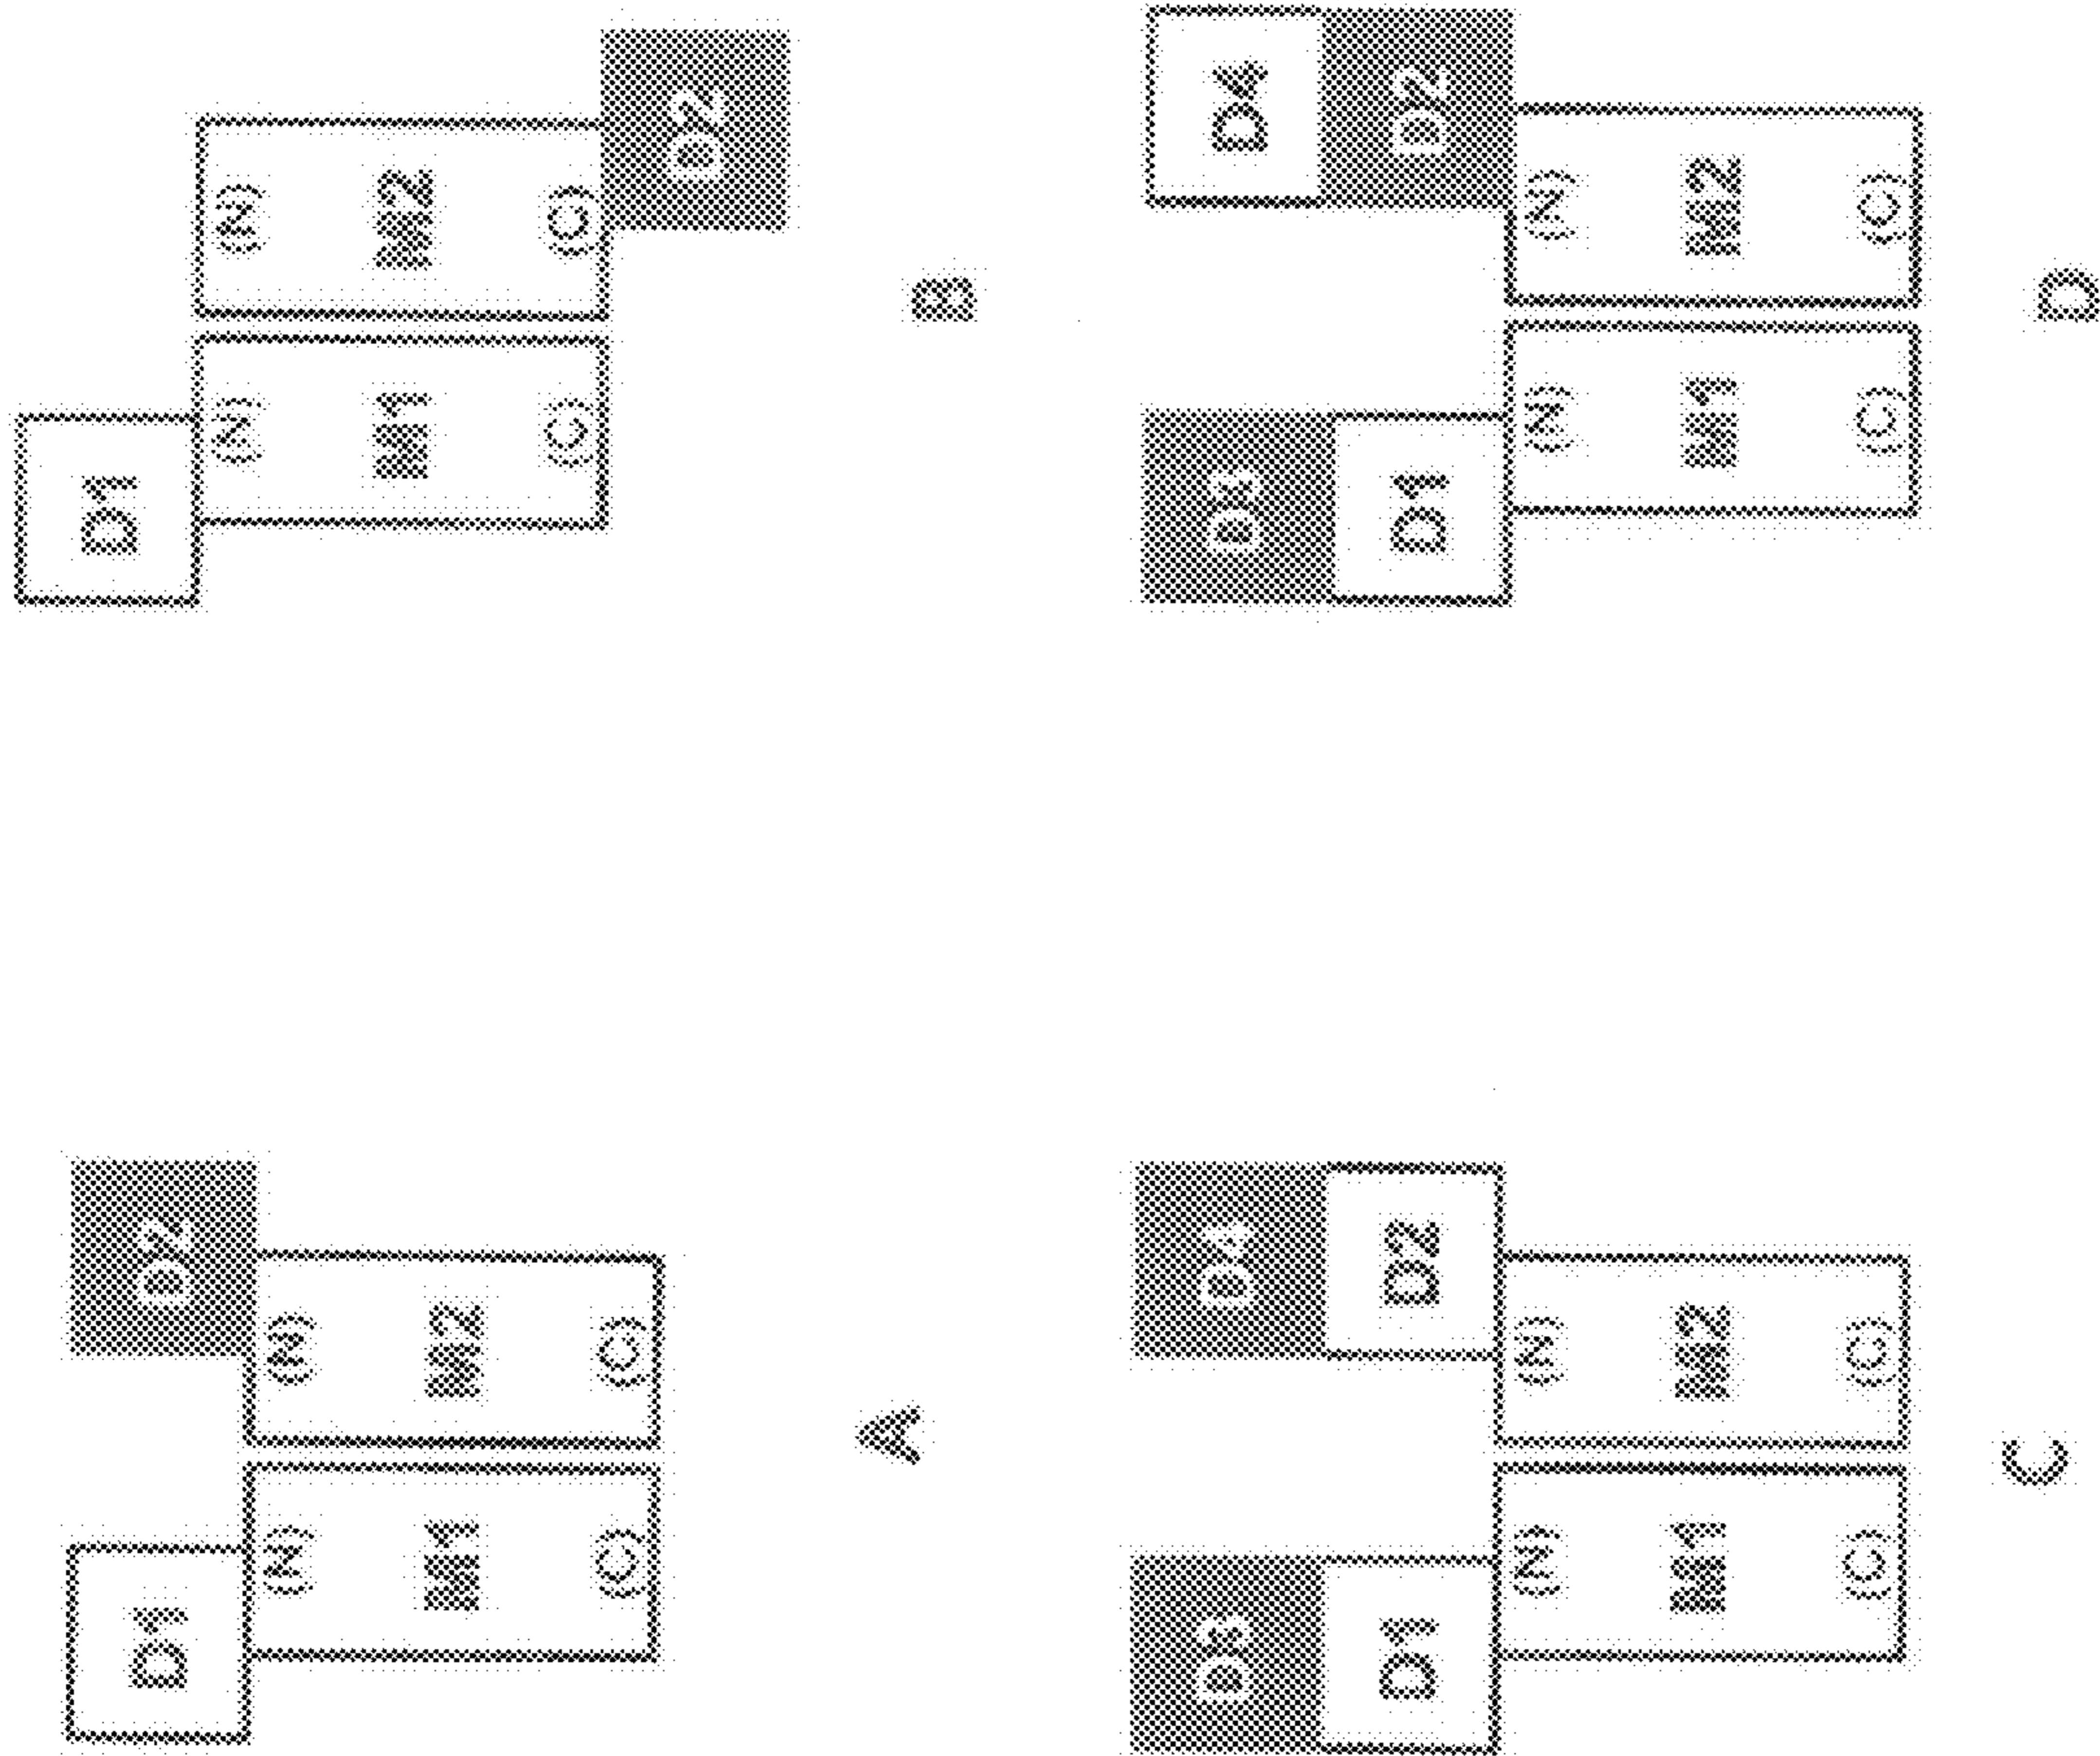 D1 D2
(N) (N)
M1 M2
(C) (C)
A
D1
(N) (N)
M1 M2
(C) (C)
D2
B
D3 D4
D1 D2
(N) (N)
M1 M2
(C) (C)
C
D3 D4
D1 D2
(N) (N)
M1 M2
(C) (C)
D